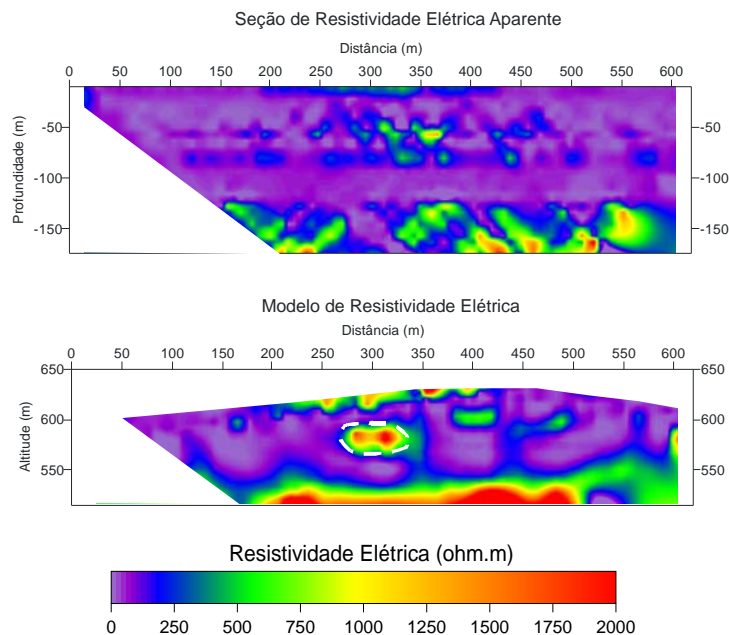 Seção de Resistividade Elétrica Aparente
Distância (m)
0 50 100 150 200 250 300 350 400 450 500 550 600
Profundidade (m)
-50 -50
-100 -100
-150 -150
Modelo de Resistividade Elétrica
Distância (m)
0 50 100 150 200 250 300 350 400 450 500 550 600
Altitude (m)
650 650
600 600
550 550
Resistividade Elétrica (ohm.m)
0 250 500 750 1000 1250 1500 1750 2000